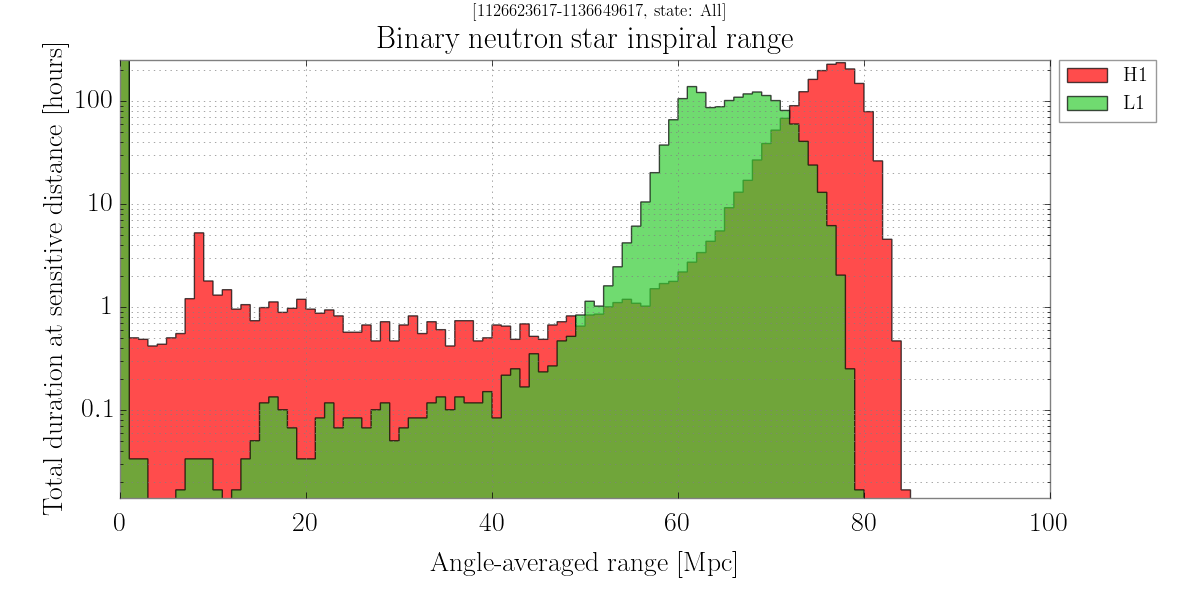 [1126623617-1136649617, state: All]
Binary neutron star inspiral range
H1
L1
Total duration at sensitive distance [hours]
100
10
1
0.1
0 20 40 60 80 100
Angle-averaged range [Mpc]